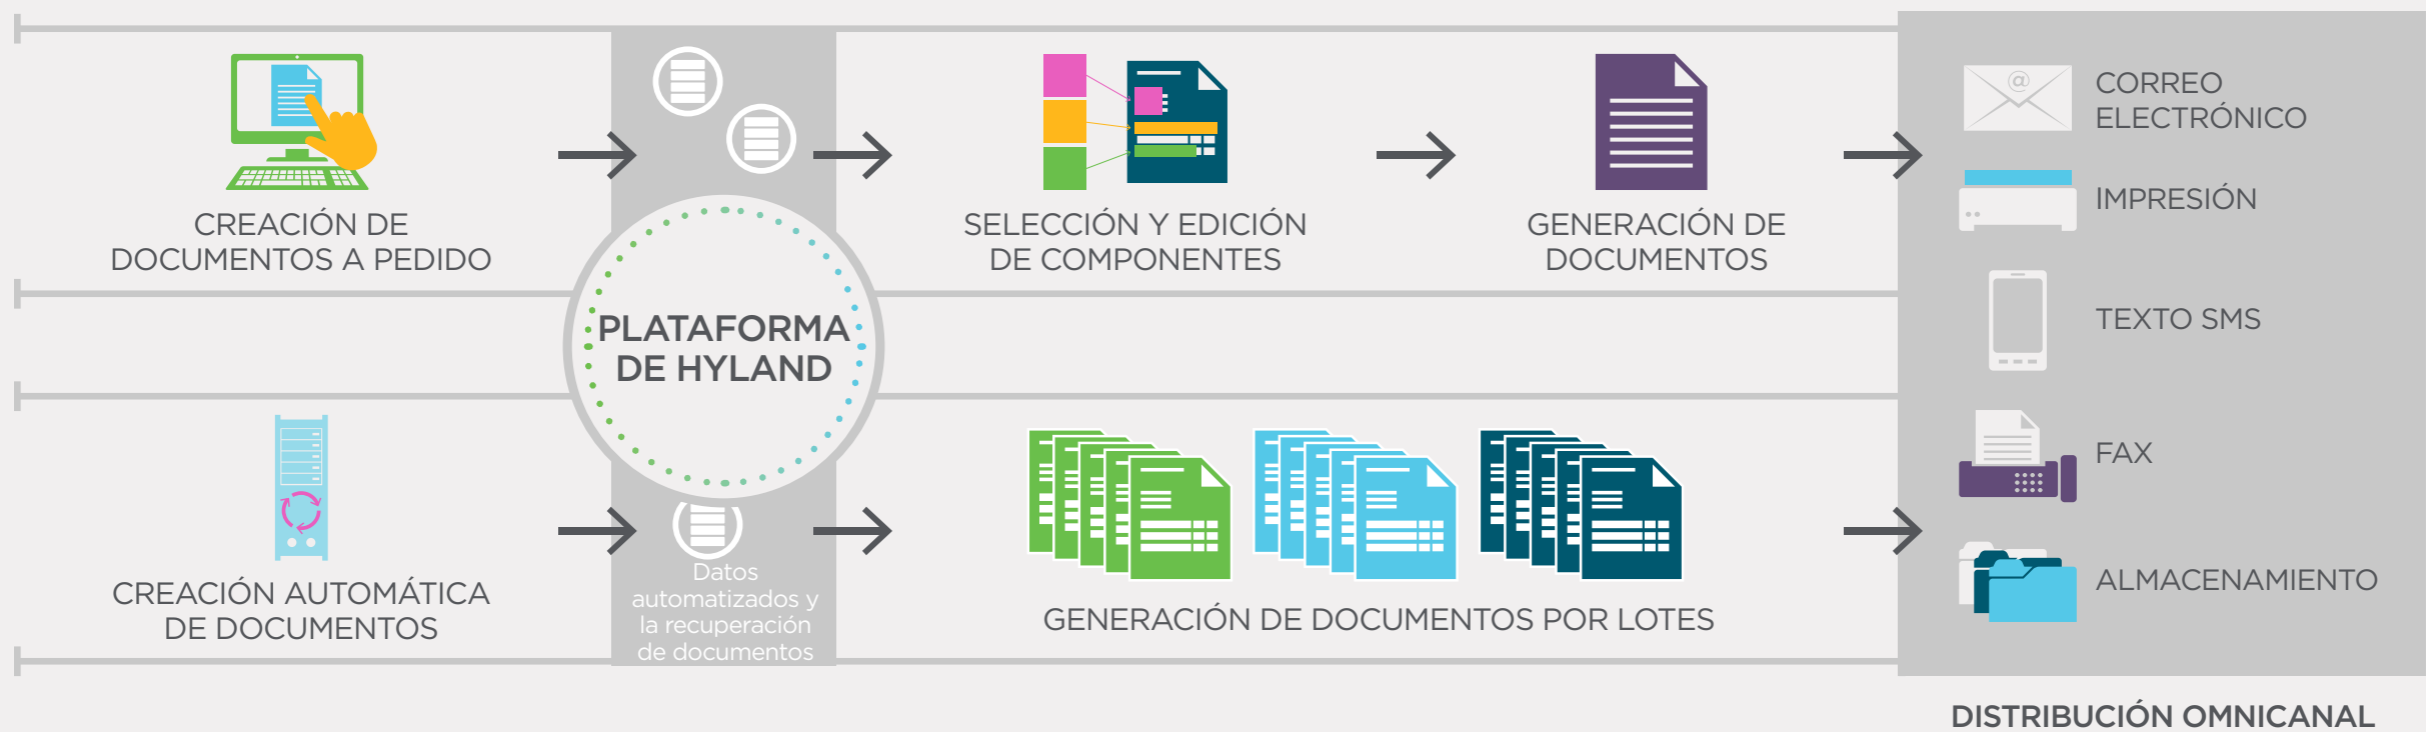 CREACIÓN DE
DOCUMENTOS A PEDIDO
PLATAFORMA
DE HYLAND
SELECCIÓN Y EDICIÓN
DE COMPONENTES
GENERACIÓN DE
DOCUMENTOS
CREACIÓN AUTOMÁTICA
DE DOCUMENTOS
Datos
automatizados y
la recuperación
de documentos
GENERACIÓN DE DOCUMENTOS POR LOTES
@
CORREO
ELECTRÓNICO
IMPRESIÓN
TEXTO SMS
FAX
ALMACENAMIENTO
DISTRIBUCIÓN OMNICANAL